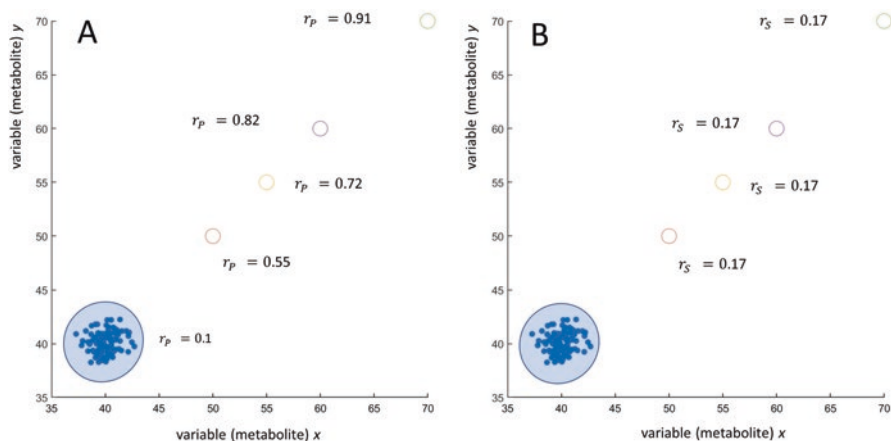 A
r_P = 0.91
r_P = 0.82
r_P = 0.72
r_P = 0.55
r_P = 0.1
variable (metabolite) y
70
65
60
55
50
45
40
35
35 40 45 50 55 60 65 70
variable (metabolite) x
B
r_S = 0.17
r_S = 0.17
r_S = 0.17
r_S = 0.17
variable (metabolite) y
70
65
60
55
50
45
40
35
35 40 45 50 55 60 65 70
variable (metabolite) x